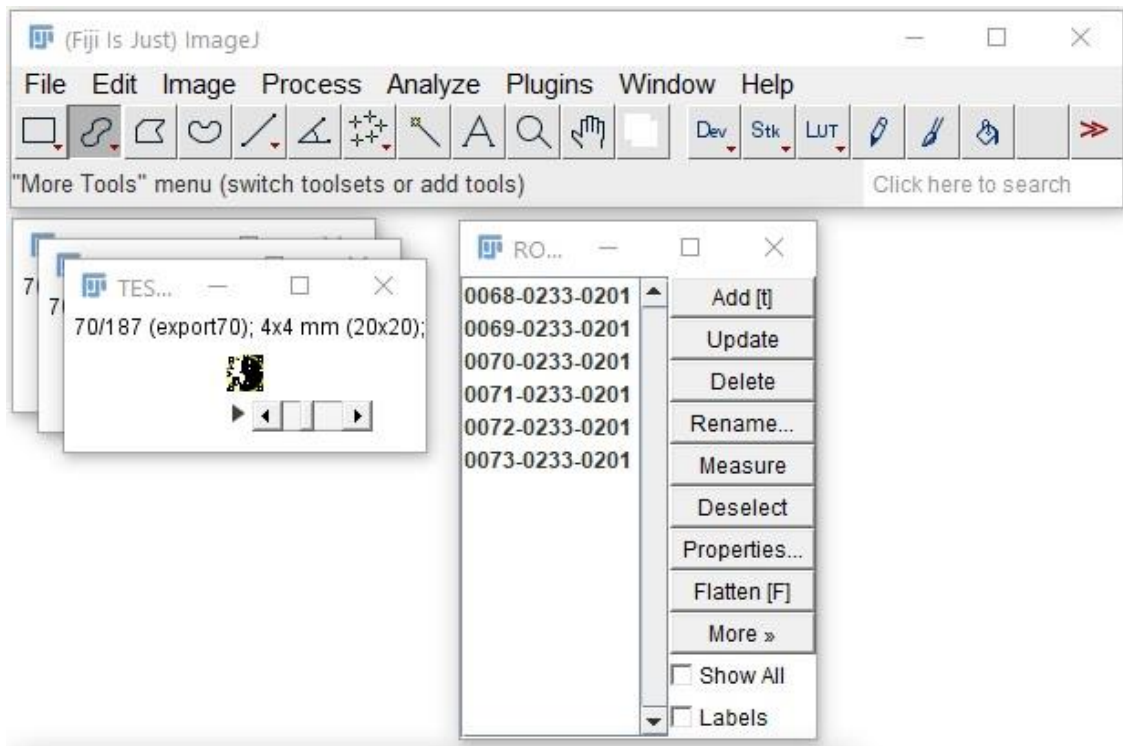 (Fiji Is Just) ImageJ
File Edit Image Process Analyze Plugins Window Help
Dev Stk LUT
"More Tools" menu (switch toolsets or add tools) Click here to search
TES...
70/187 (export70); 4x4 mm (20x20);
RO...
0068-0233-0201
0069-0233-0201
0070-0233-0201
0071-0233-0201
0072-0233-0201
0073-0233-0201
Add [t]
Update
Delete
Rename...
Measure
Deselect
Properties...
Flatten [F]
More »
Show All
Labels